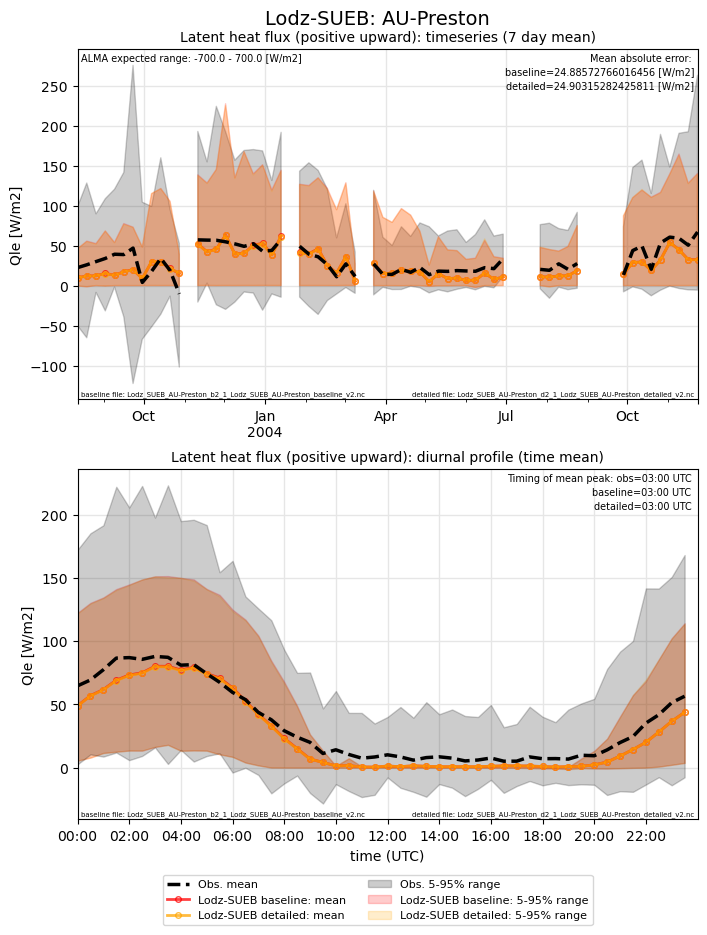 Lodz-SUEB: AU-Preston
Latent heat flux (positive upward): timeseries (7 day mean)
ALMA expected range: -700.0 - 700.0 [W/m2]
Mean absolute error:
baseline=24.88572766016456 [W/m2]
detailed=24.90315282425811 [W/m2]
250
200
150
100
50
0
−50
−100
Qle [W/m2]
baseline file: Lodz_SUEB_AU-Preston_b2_1_Lodz_SUEB_AU-Preston_baseline_v2.nc
detailed file: Lodz_SUEB_AU-Preston_d2_1_Lodz_SUEB_AU-Preston_detailed_v2.nc
Oct Jan Apr Jul Oct
2004
Latent heat flux (positive upward): diurnal profile (time mean)
Timing of mean peak: obs=03:00 UTC
baseline=03:00 UTC
detailed=03:00 UTC
200
150
100
50
0
Qle [W/m2]
baseline file: Lodz_SUEB_AU-Preston_b2_1_Lodz_SUEB_AU-Preston_baseline_v2.nc
detailed file: Lodz_SUEB_AU-Preston_d2_1_Lodz_SUEB_AU-Preston_detailed_v2.nc
00:00 02:00 04:00 06:00 08:00 10:00 12:00 14:00 16:00 18:00 20:00 22:00
time (UTC)
Obs. mean
Lodz-SUEB baseline: mean
Lodz-SUEB detailed: mean
Obs. 5-95% range
Lodz-SUEB baseline: 5-95% range
Lodz-SUEB detailed: 5-95% range